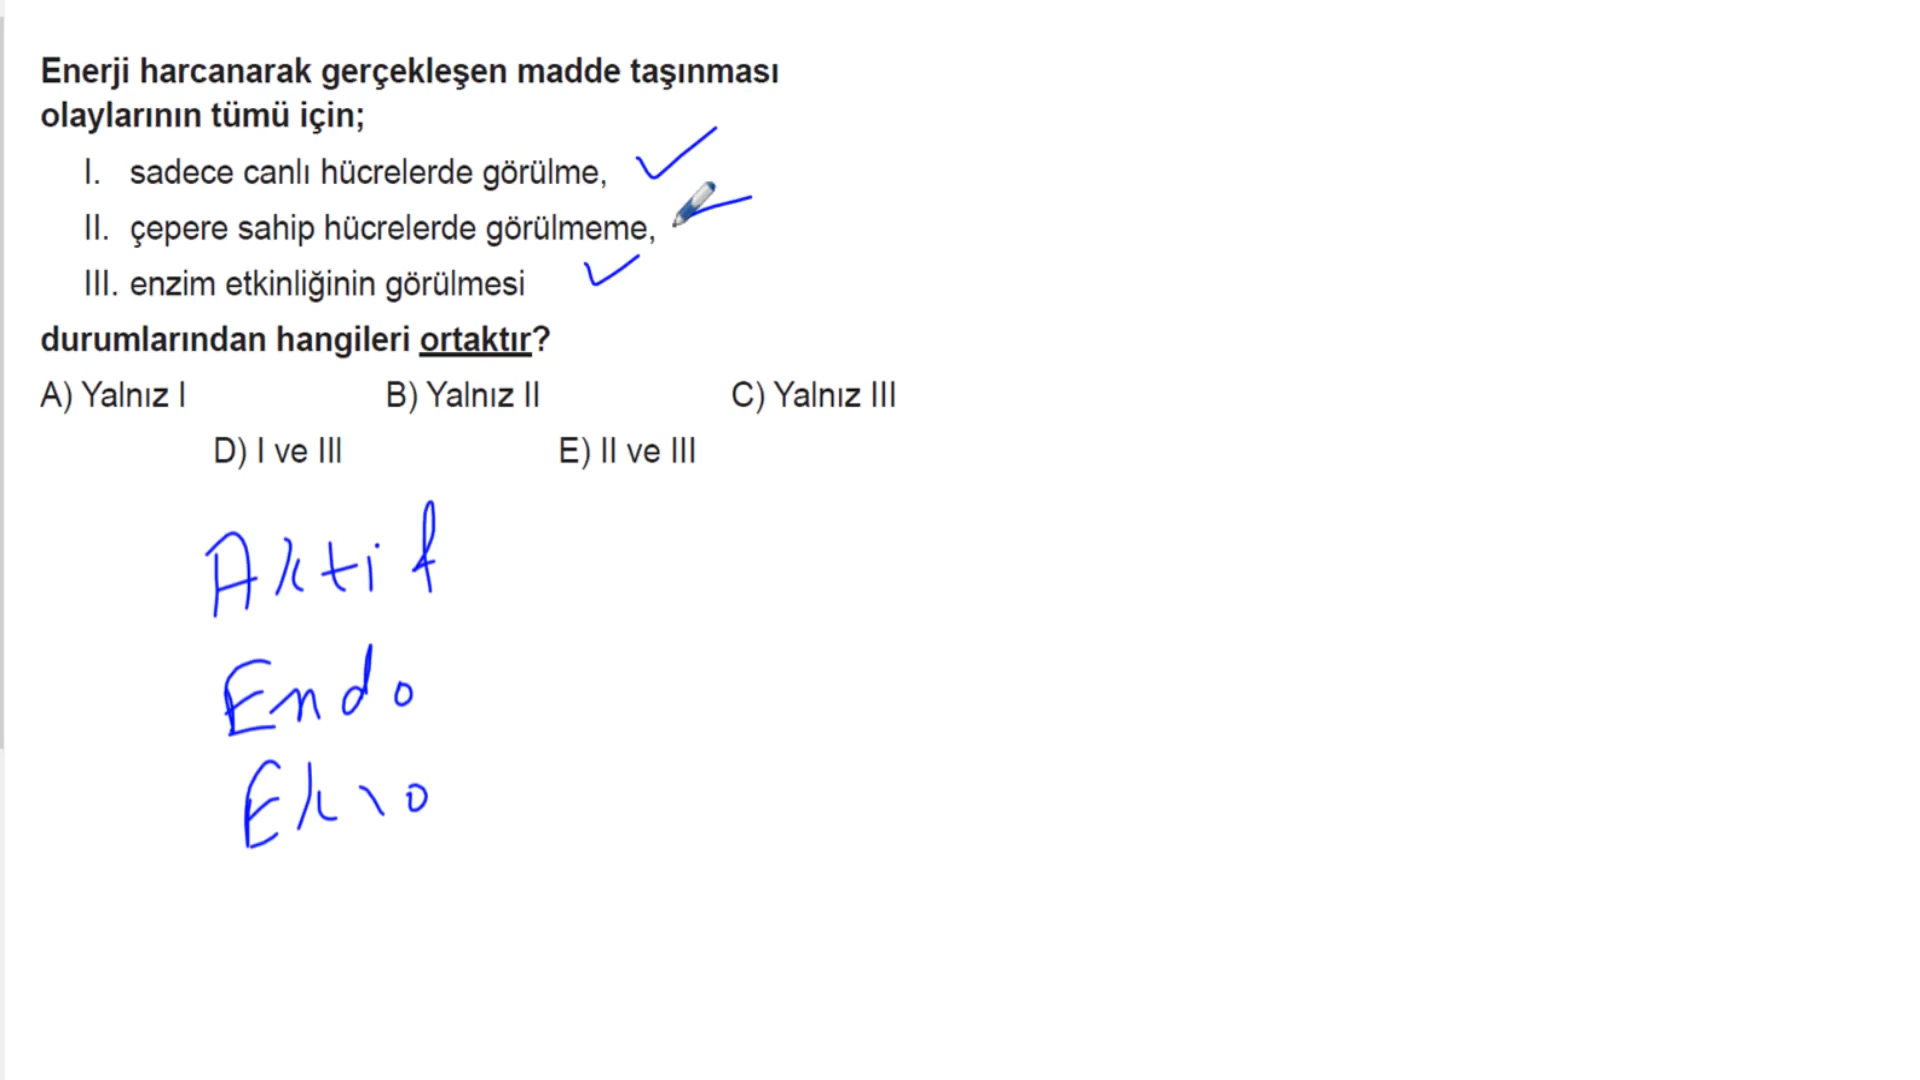 Enerji harcanarak gerçekleşen madde taşınması
olaylarının tümü için;
I. sadece canlı hücrelerde görülme,
II. çepere sahip hücrelerde görülmeme,
III. enzim etkinliğinin görülmesi
durumlarından hangileri ortaktır?
A) Yalnız I B) Yalnız II C) Yalnız III
D) I ve III E) II ve III
Aktif
Endo
Ekzo